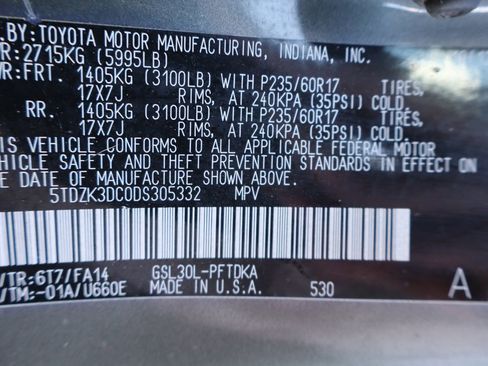 .BY:TOYOTA MOTOR MANUFACTURING, INDIANA, INC.
R:2715KG (5995LB)
WR:FRT. 1405KG (3100LB) WITH P235/60R17 TIRES,
17X7J RIMS, AT 240KPA (35PSI) COLD.
RR. 1405KG (3100LB) WITH P235/60R17 TIRES,
17X7J RIMS, AT 240KPA (35PSI) COLD.
IS VEHICLE CONFORMS TO ALL APPLICABLE FEDERAL MOTOR
VEHICLE SAFETY AND THEFT PREVENTION STANDARDS IN EFFECT ON
E DATE OF MANUFACTURE SHOWN ABOVE.
5TDZK3DC0DS305332 MPV
/TR:6T7/FA14 GSL30L-PFTDKA
/TM:-01A/U660E MADE IN U.S.A. 530 A